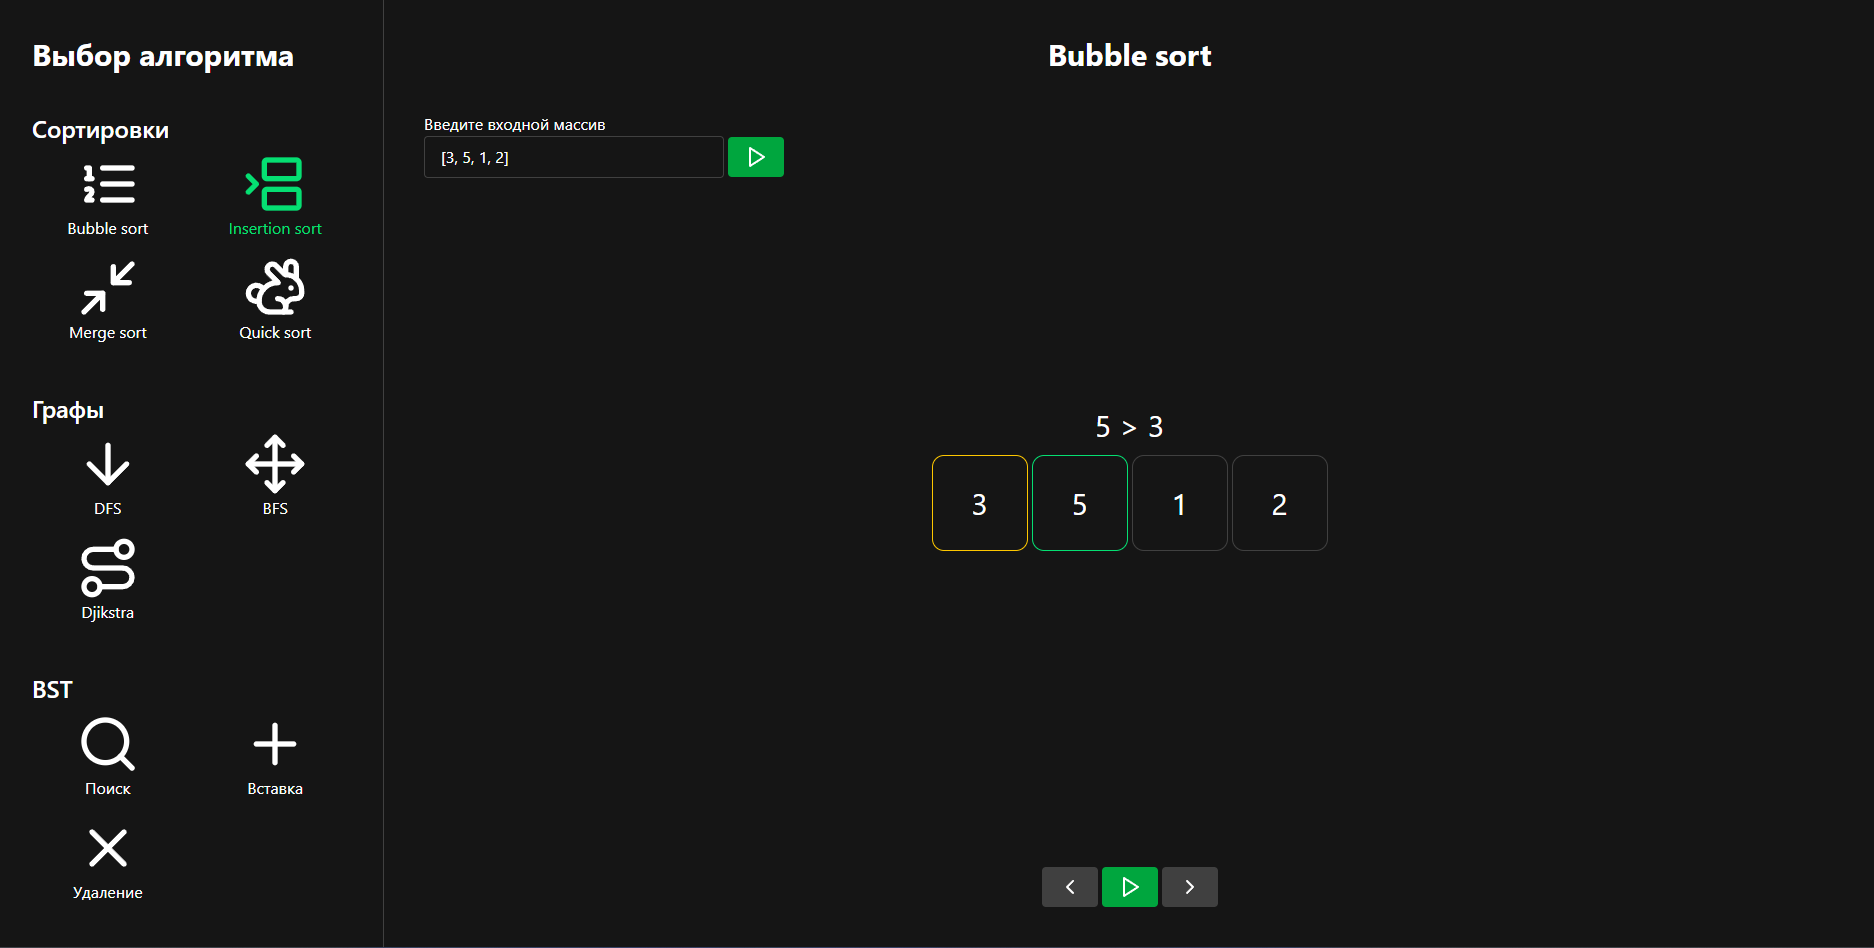 Выбор алгоритма
Сортировки
Bubble sort
Insertion sort
Merge sort
Quick sort
Графы
DFS
BFS
Djikstra
BST
Поиск
Вставка
Удаление
Bubble sort
Введите входной массив
[3, 5, 1, 2]
5 > 3
3 5 1 2